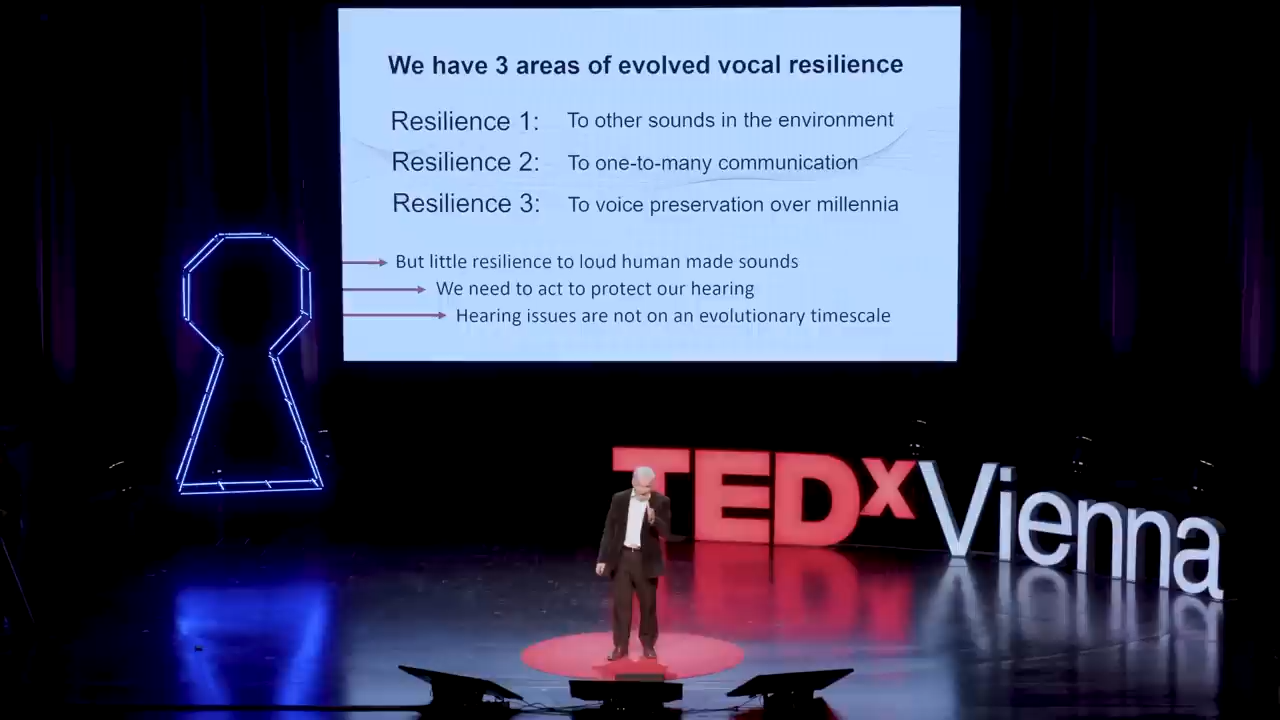 We have 3 areas of evolved vocal resilience
Resilience 1: To other sounds in the environment
Resilience 2: To one-to-many communication
Resilience 3: To voice preservation over millennia
But little resilience to loud human made sounds
We need to act to protect our hearing
Hearing issues are not on an evolutionary timescale
TEDxVienna